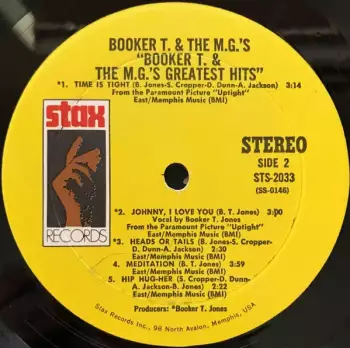 BOOKER T. & THE M.G.'S
"BOOKER T. &
THE M.G.'S GREATEST HITS"
*1. TIME IS TIGHT (B. Jones-S. Cropper-D. Dunn-A. Jackson) 3:14
From the Paramount Picture "Uptight"
East/Memphis Music (BMI)
stax
RECORDS
STEREO
SIDE 2
STS-2033
(SS-0146)
*2. JOHNNY, I LOVE YOU (B. T. Jones) 3:00
Vocal by Booker T. Jones
From the Paramount Picture "Uptight"
East/Memphis Music (BMI)
*3. HEADS OR TAILS (B. Jones-S. Cropper-
D. Dunn-A. Jackson) 2:30
East/Memphis Music (BMI)
4. MEDITATION (B. T. Jones) 3:59
East/Memphis Music (BMI)
5. HIP HUG-HER (S. Cropper-D. Dunn-
A. Jackson-B. Jones) 2:22
East/Memphis Music (BMI)
Producers: *Booker T. Jones
Stax Records Inc., 98 North Avalon, Memphis, USA